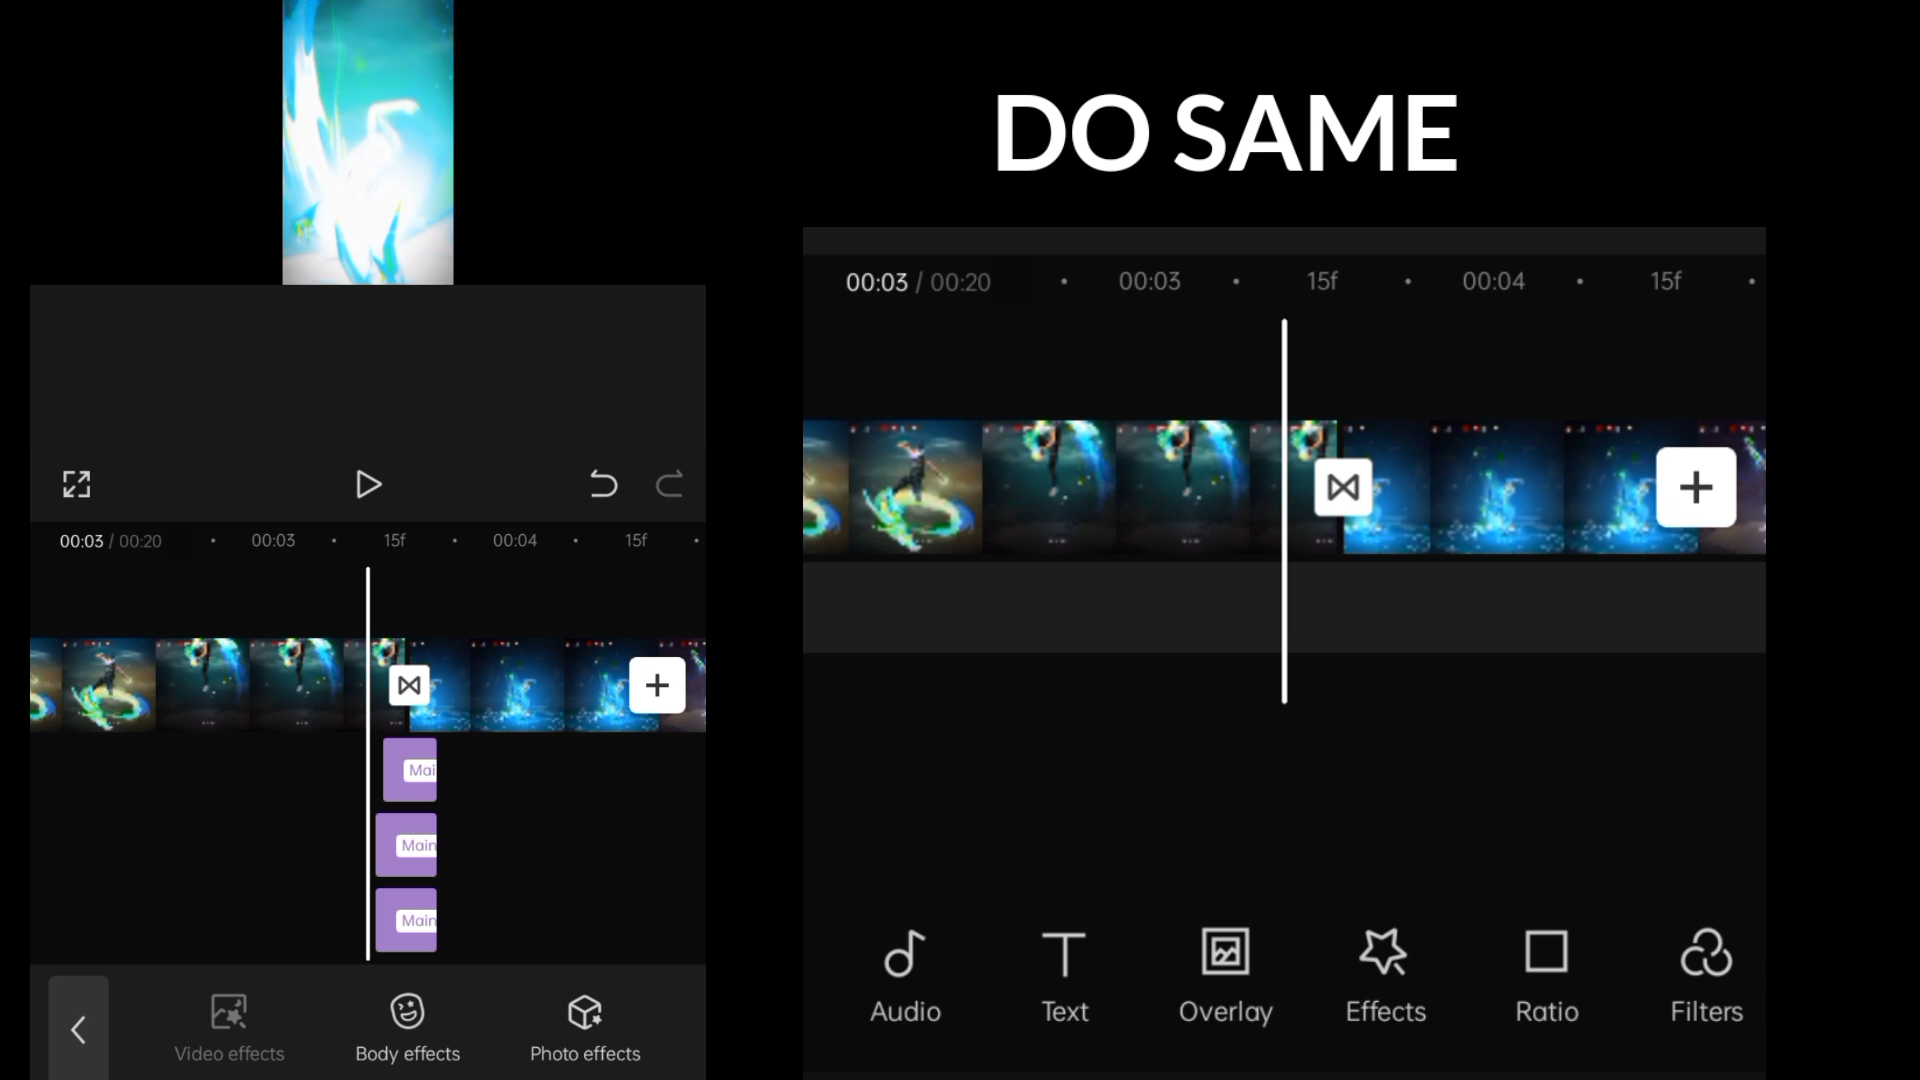 DO SAME
00:03 / 00:20 00:03 15f 00:04 15f
Audio Text Overlay Effects Ratio Filters
00:03 / 00:20 00:03 15f 00:04 15f
Mai
Main
Main
Video effects Body effects Photo effects